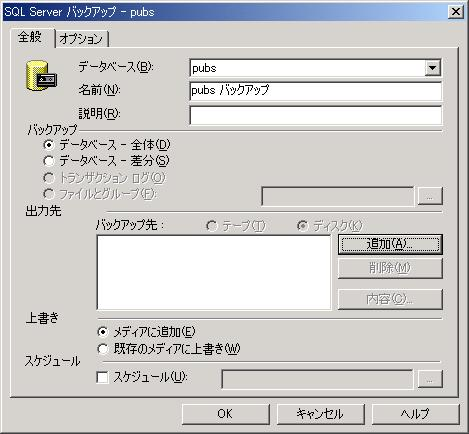 SQL Server バックアップ - pubs
全般 オプション
データベース(B): pubs
名前(N): pubs バックアップ
説明(R):
バックアップ
データベース - 全体(D)
データベース - 差分(S)
トランザクション ログ(O)
ファイルとグループ(F): ...
出力先
バックアップ先: テープ(T) ディスク(K)
追加(A)...
削除(M)
内容(C)...
上書き
メディアに追加(E)
既存のメディアに上書き(W)
スケジュール
スケジュール(U): ...
OK キャンセル ヘルプ